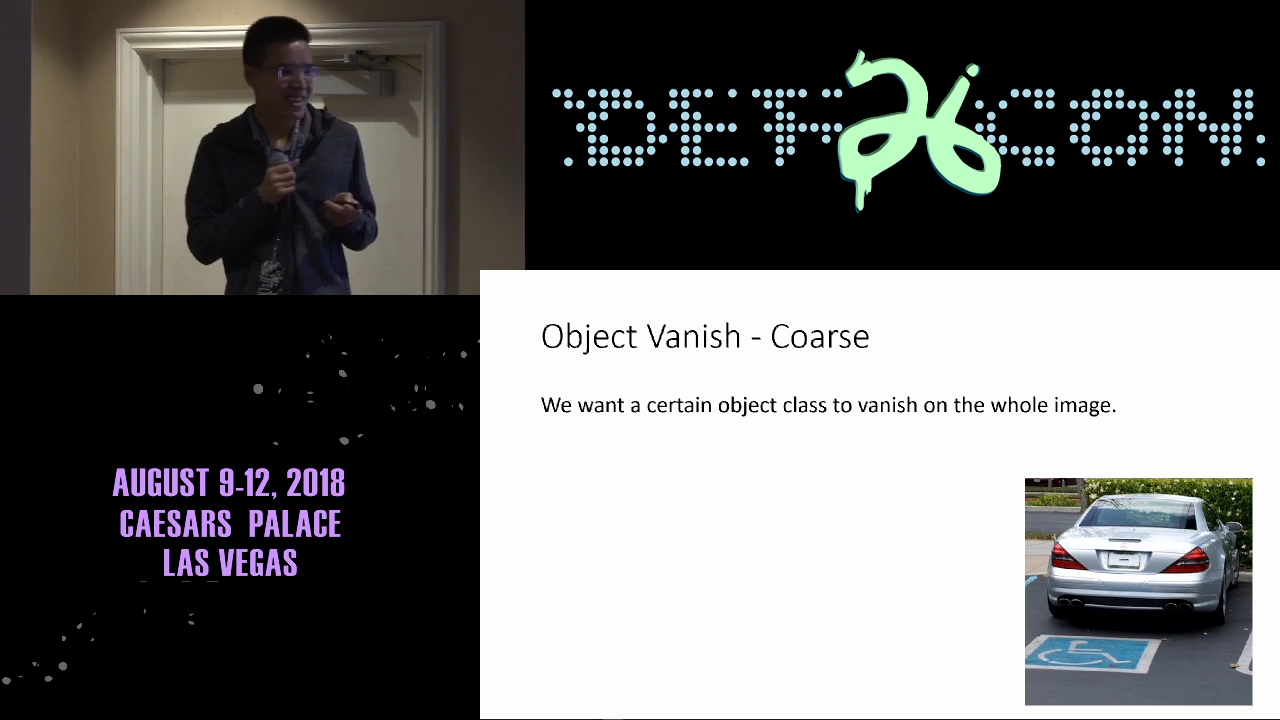 DEF 26 CON.
Object Vanish - Coarse
We want a certain object class to vanish on the whole image.
AUGUST 9-12, 2018
CAESARS PALACE
LAS VEGAS